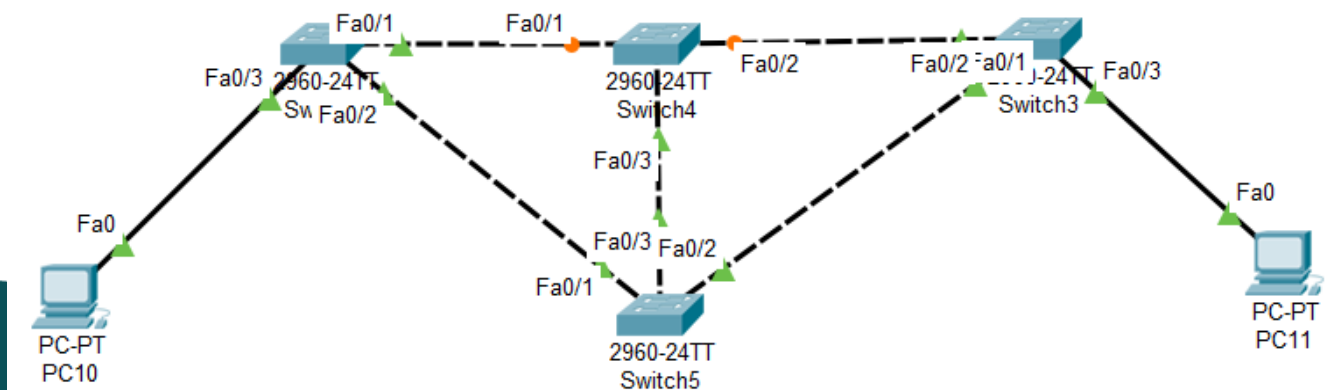 Fa0/1
Fa0/1
Fa0/3
2960-24TT
Fa0/2
2960-24TT
Switch4
Fa0/2
Fa0/2
Fa0/1
Fa0/3
Switch3
Fa0/3
Fa0
Fa0
Fa0/3
Fa0/2
Fa0/1
PC-PT
PC10
2960-24TT
Switch5
PC-PT
PC11